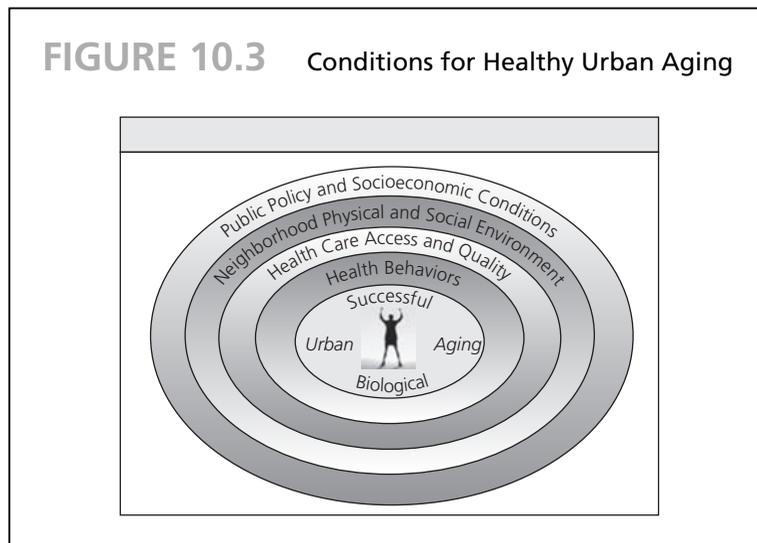 FIGURE 10.3 Conditions for Healthy Urban Aging
Public Policy and Socioeconomic Conditions
Neighborhood Physical and Social Environment
Health Care Access and Quality
Health Behaviors
Successful
Urban Aging
Biological